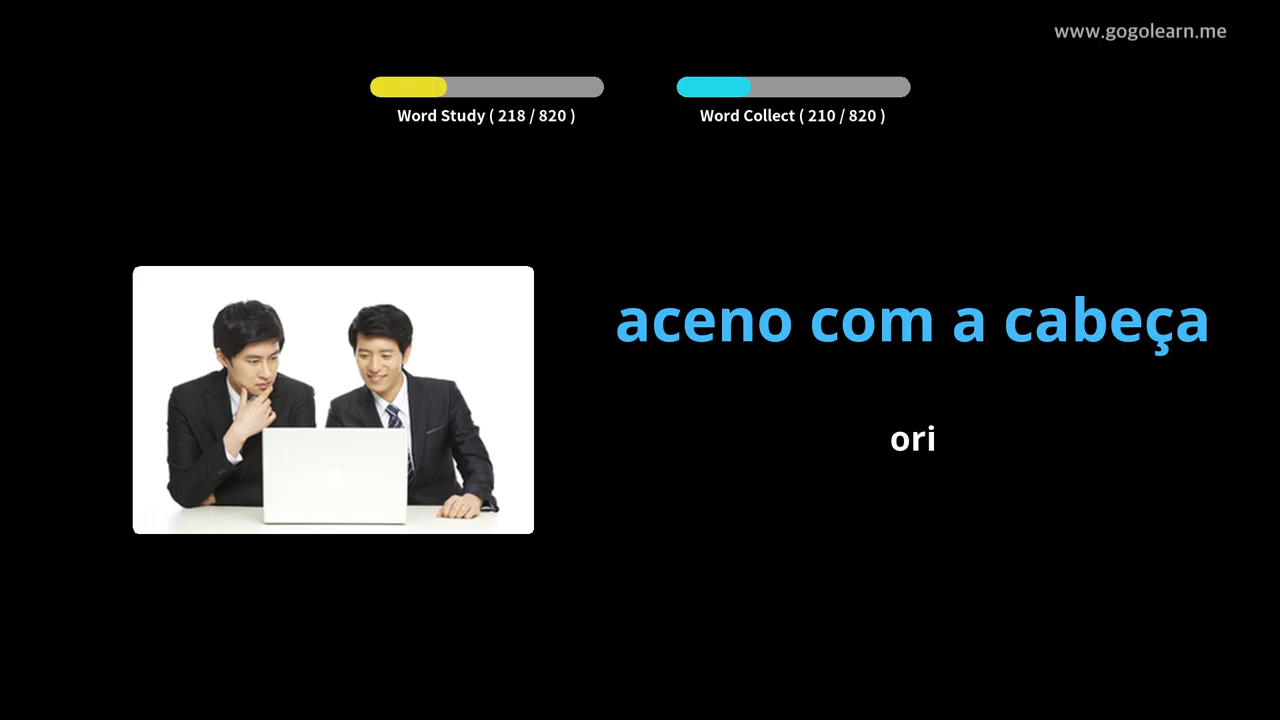 www.gogolearn.me
Word Study ( 218 / 820 )
Word Collect ( 210 / 820 )
aceno com a cabeça
ori